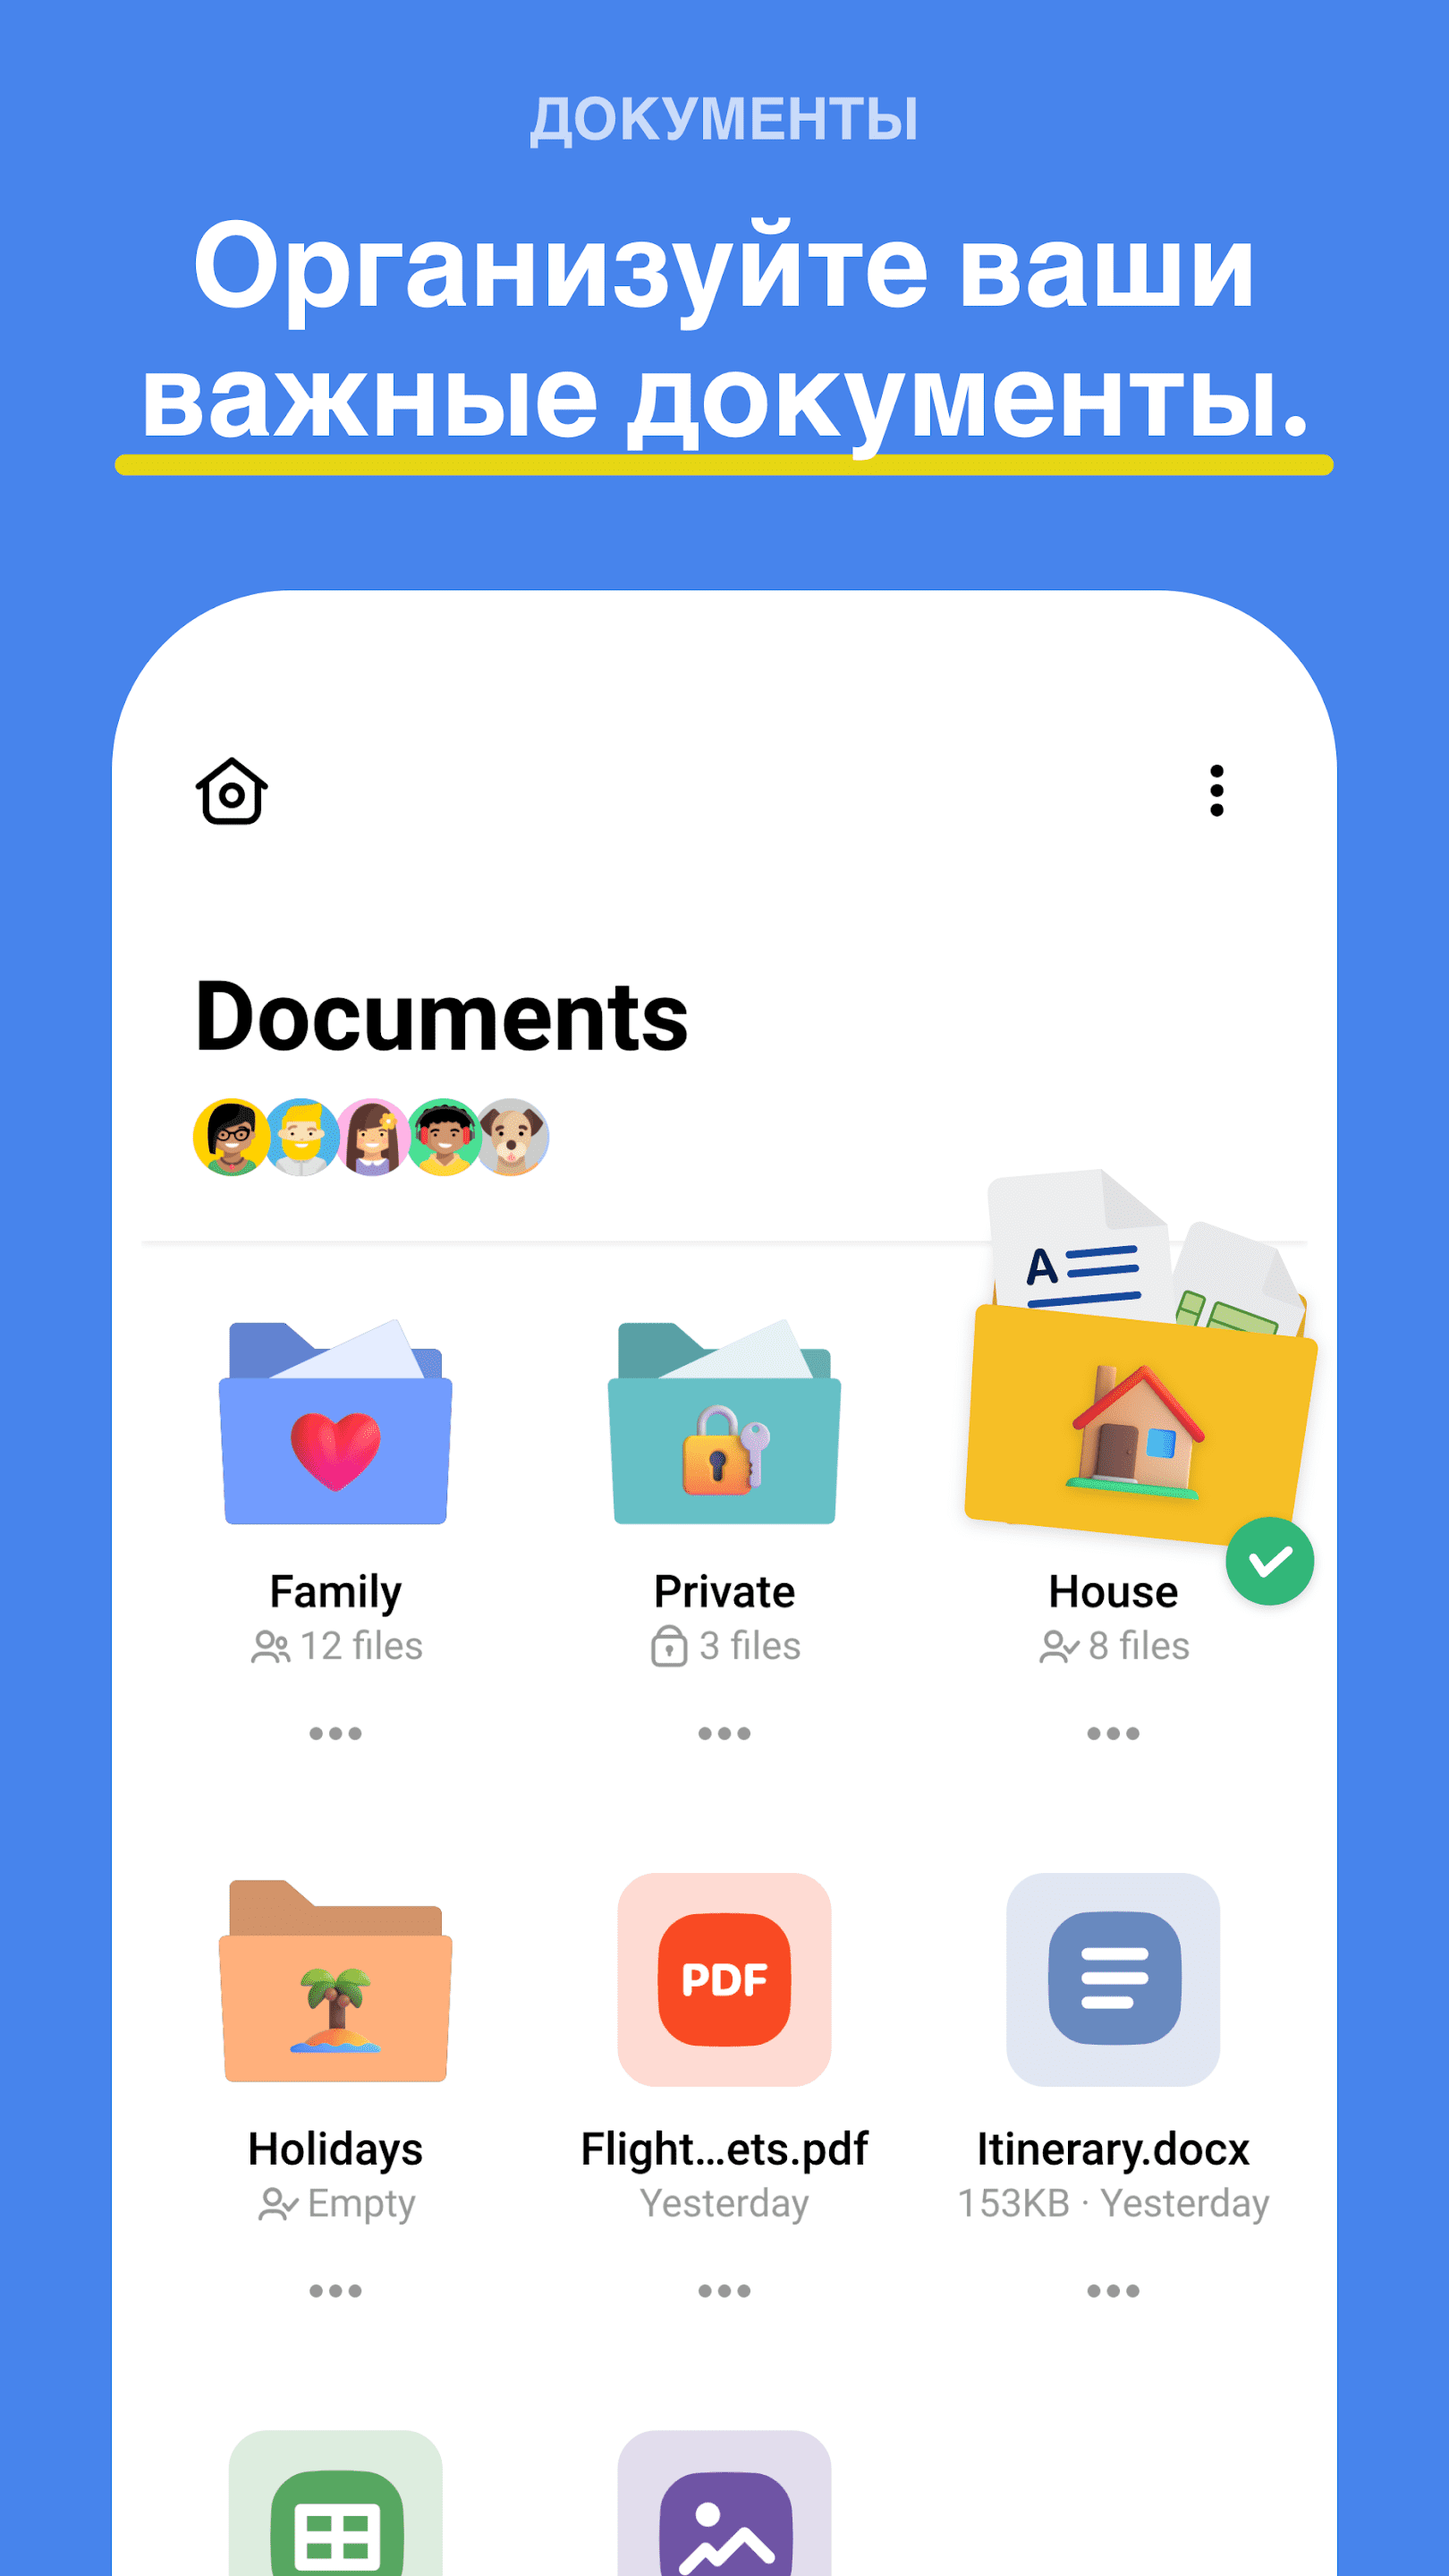 ДОКУМЕНТЫ
Организуйте ваши
важные документы.
Documents
A
Family
Private
House
12 files
3 files
8 files
PDF
Holidays
Flight...ets.pdf
Itinerary.docx
Empty
Yesterday
153KB · Yesterday